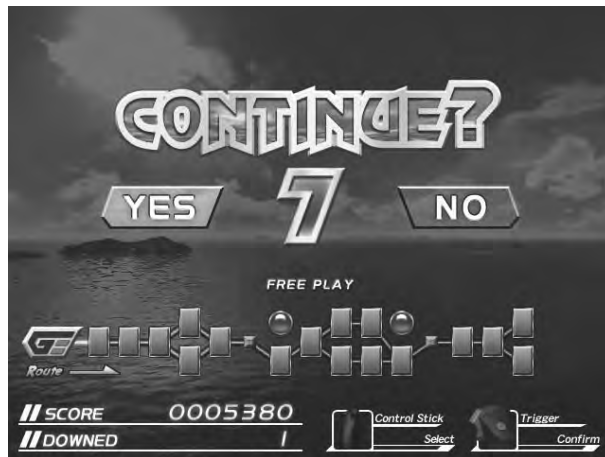 CONTINUE?
YES 7 NO
FREE PLAY
Route
SCORE 0005380
DOWNED 1
Control Stick
Select
Trigger
Confirm